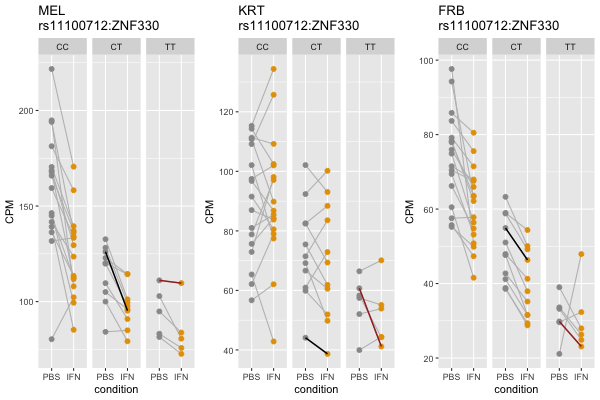 MEL
rs11100712:ZNF330
CC CT TT
200
150
100
CPM
PBS IFN PBS IFN PBS IFN
condition
KRT
rs11100712:ZNF330
CC CT TT
120
100
80
60
40
CPM
PBS IFN PBS IFN PBS IFN
condition
FRB
rs11100712:ZNF330
CC CT TT
100
80
60
40
20
CPM
PBS IFN PBS IFN PBS IFN
condition